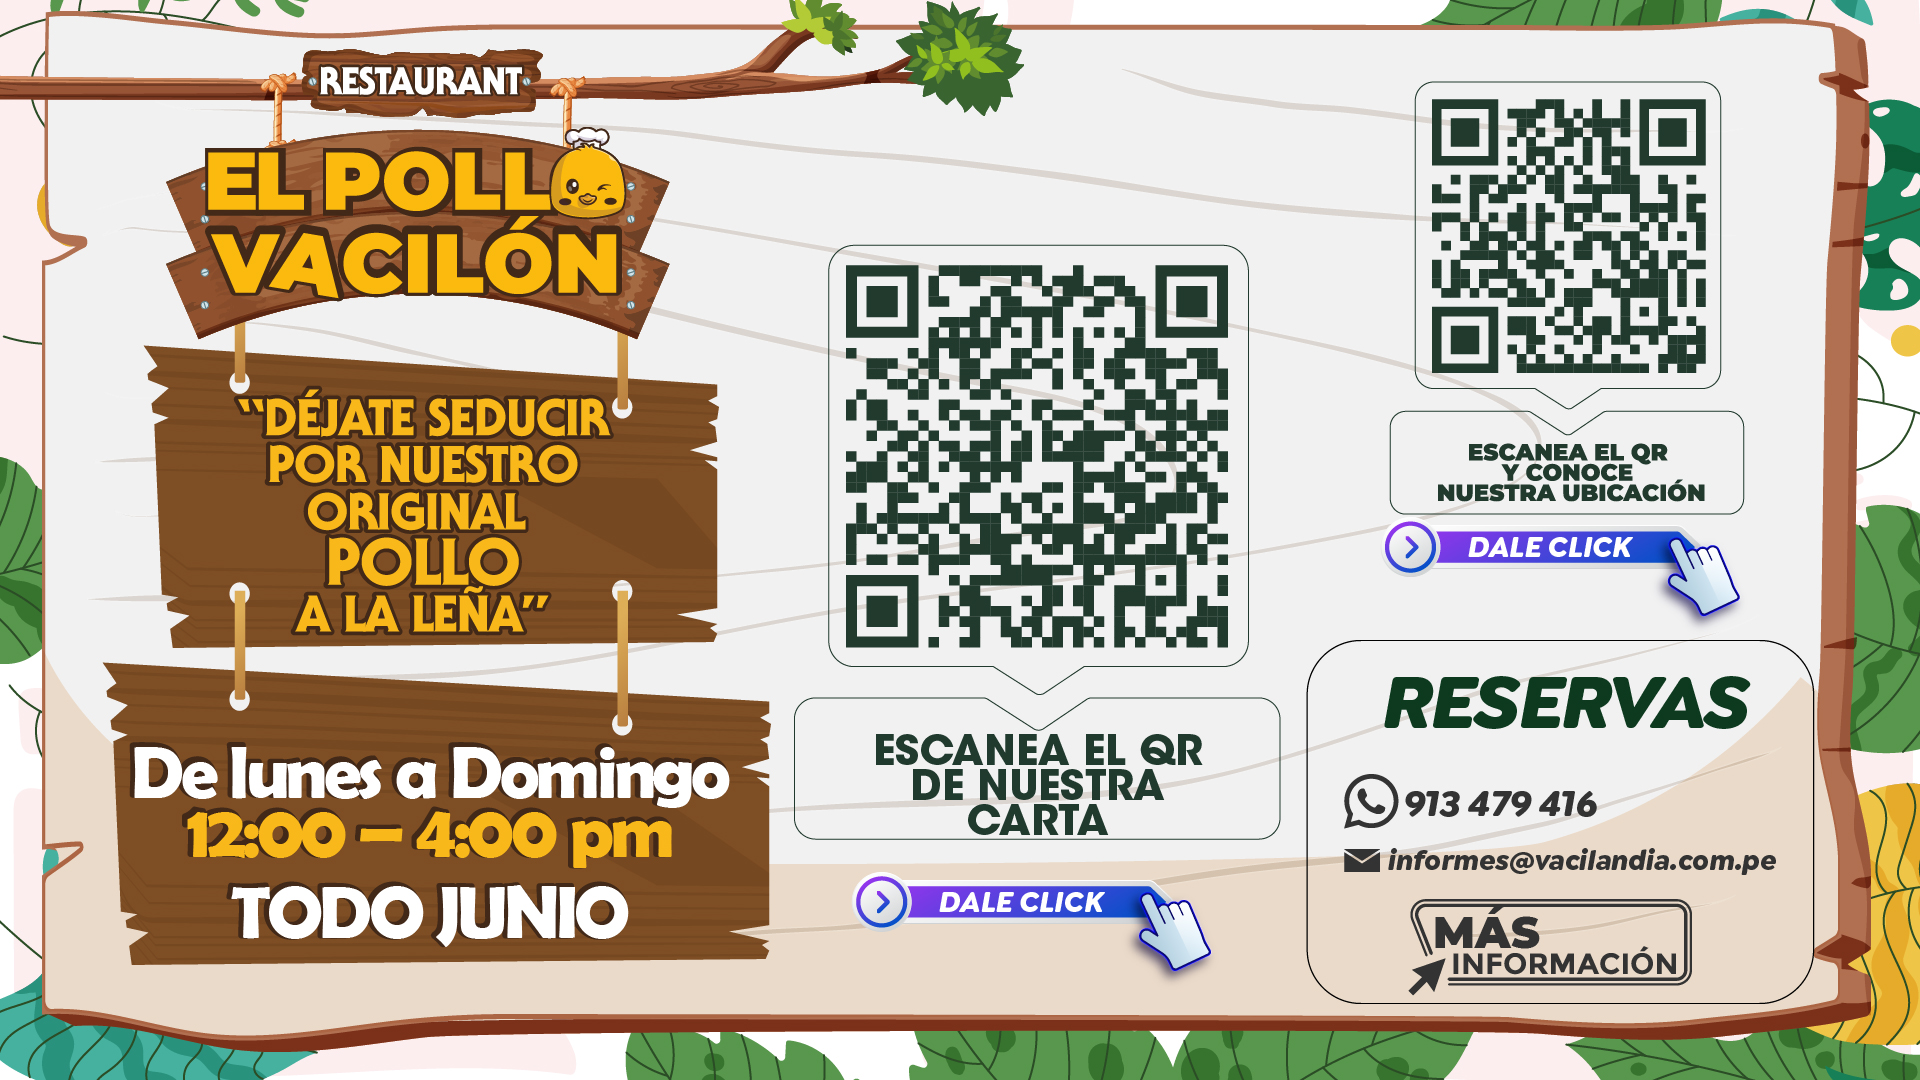 RESTAURANT
EL POLLO
VACILÓN
"DÉJATE SEDUCIR
POR NUESTRO
ORIGINAL
POLLO
A LA LEÑA"
De lunes a Domingo
12:00 – 4:00 pm
TODO JUNIO
ESCANEA EL QR
DE NUESTRA
CARTA
DALE CLICK
ESCANEA EL QR
Y CONOCE
NUESTRA UBICACIÓN
DALE CLICK
RESERVAS
913 479 416
informes@vacilandia.com.pe
MÁS
INFORMACIÓN